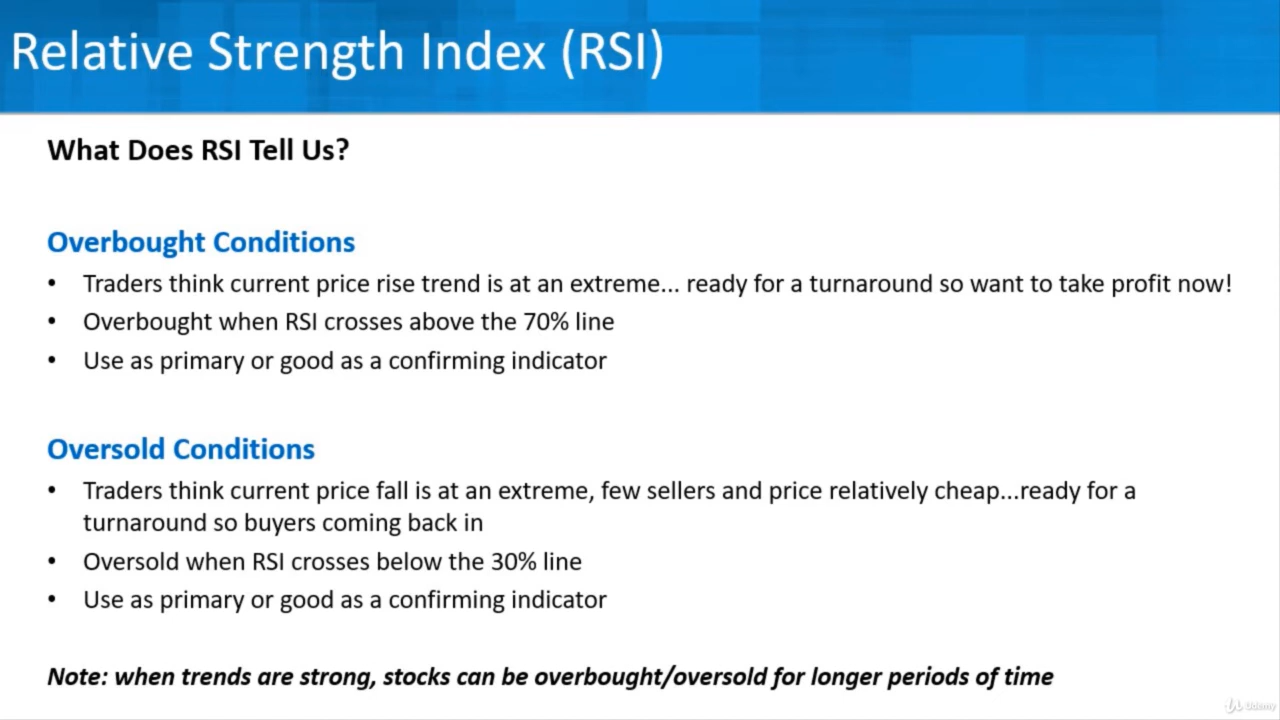 Relative Strength Index (RSI)
What Does RSI Tell Us?
Overbought Conditions
• Traders think current price rise trend is at an extreme... ready for a turnaround so want to take profit now!
• Overbought when RSI crosses above the 70% line
• Use as primary or good as a confirming indicator
Oversold Conditions
• Traders think current price fall is at an extreme, few sellers and price relatively cheap...ready for a
turnaround so buyers coming back in
• Oversold when RSI crosses below the 30% line
• Use as primary or good as a confirming indicator
Note: when trends are strong, stocks can be overbought/oversold for longer periods of time
Udemy